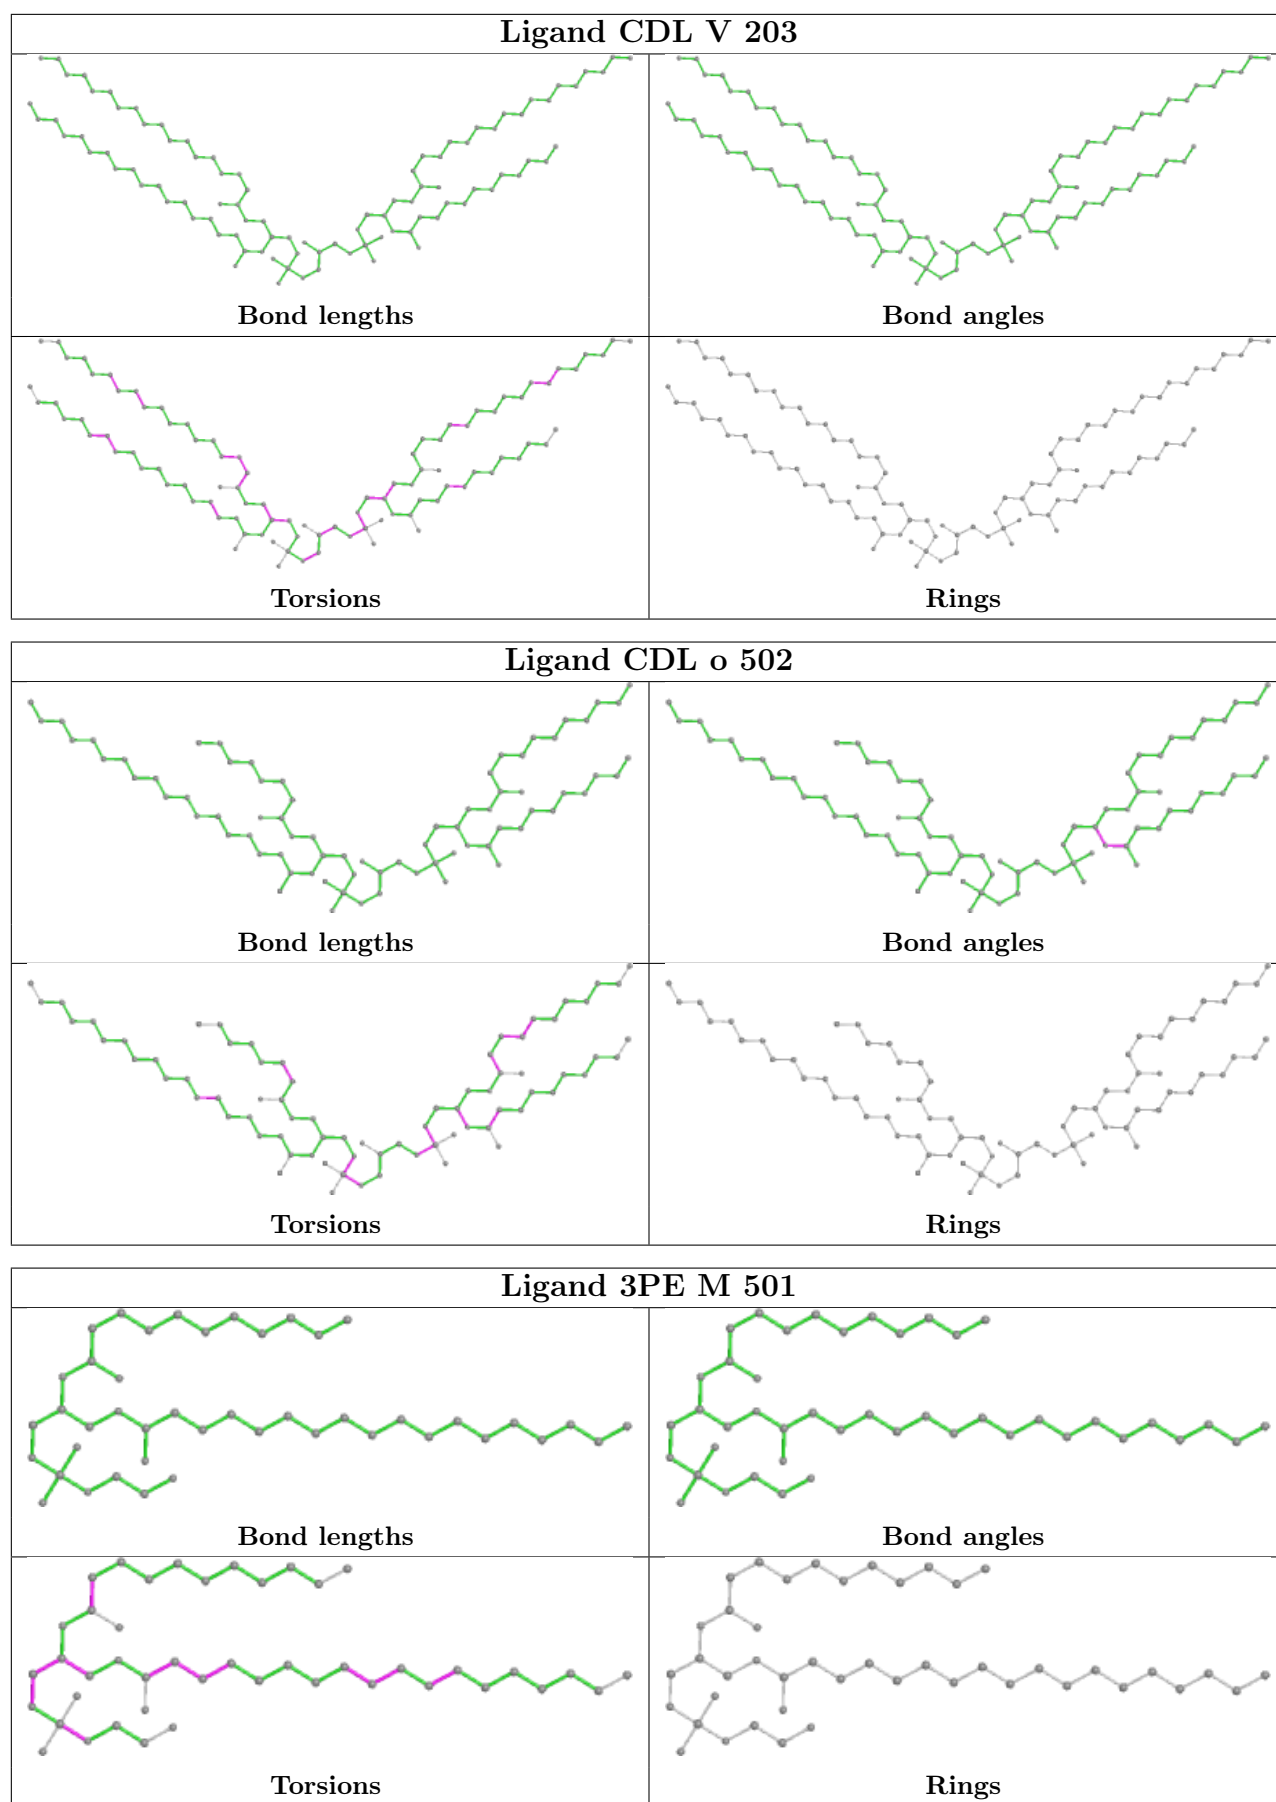 Ligand CDL V 203
Bond lengths
Bond angles
Torsions
Rings
Ligand CDL o 502
Bond lengths
Bond angles
Torsions
Rings
Ligand 3PE M 501
Bond lengths
Bond angles
Torsions
Rings